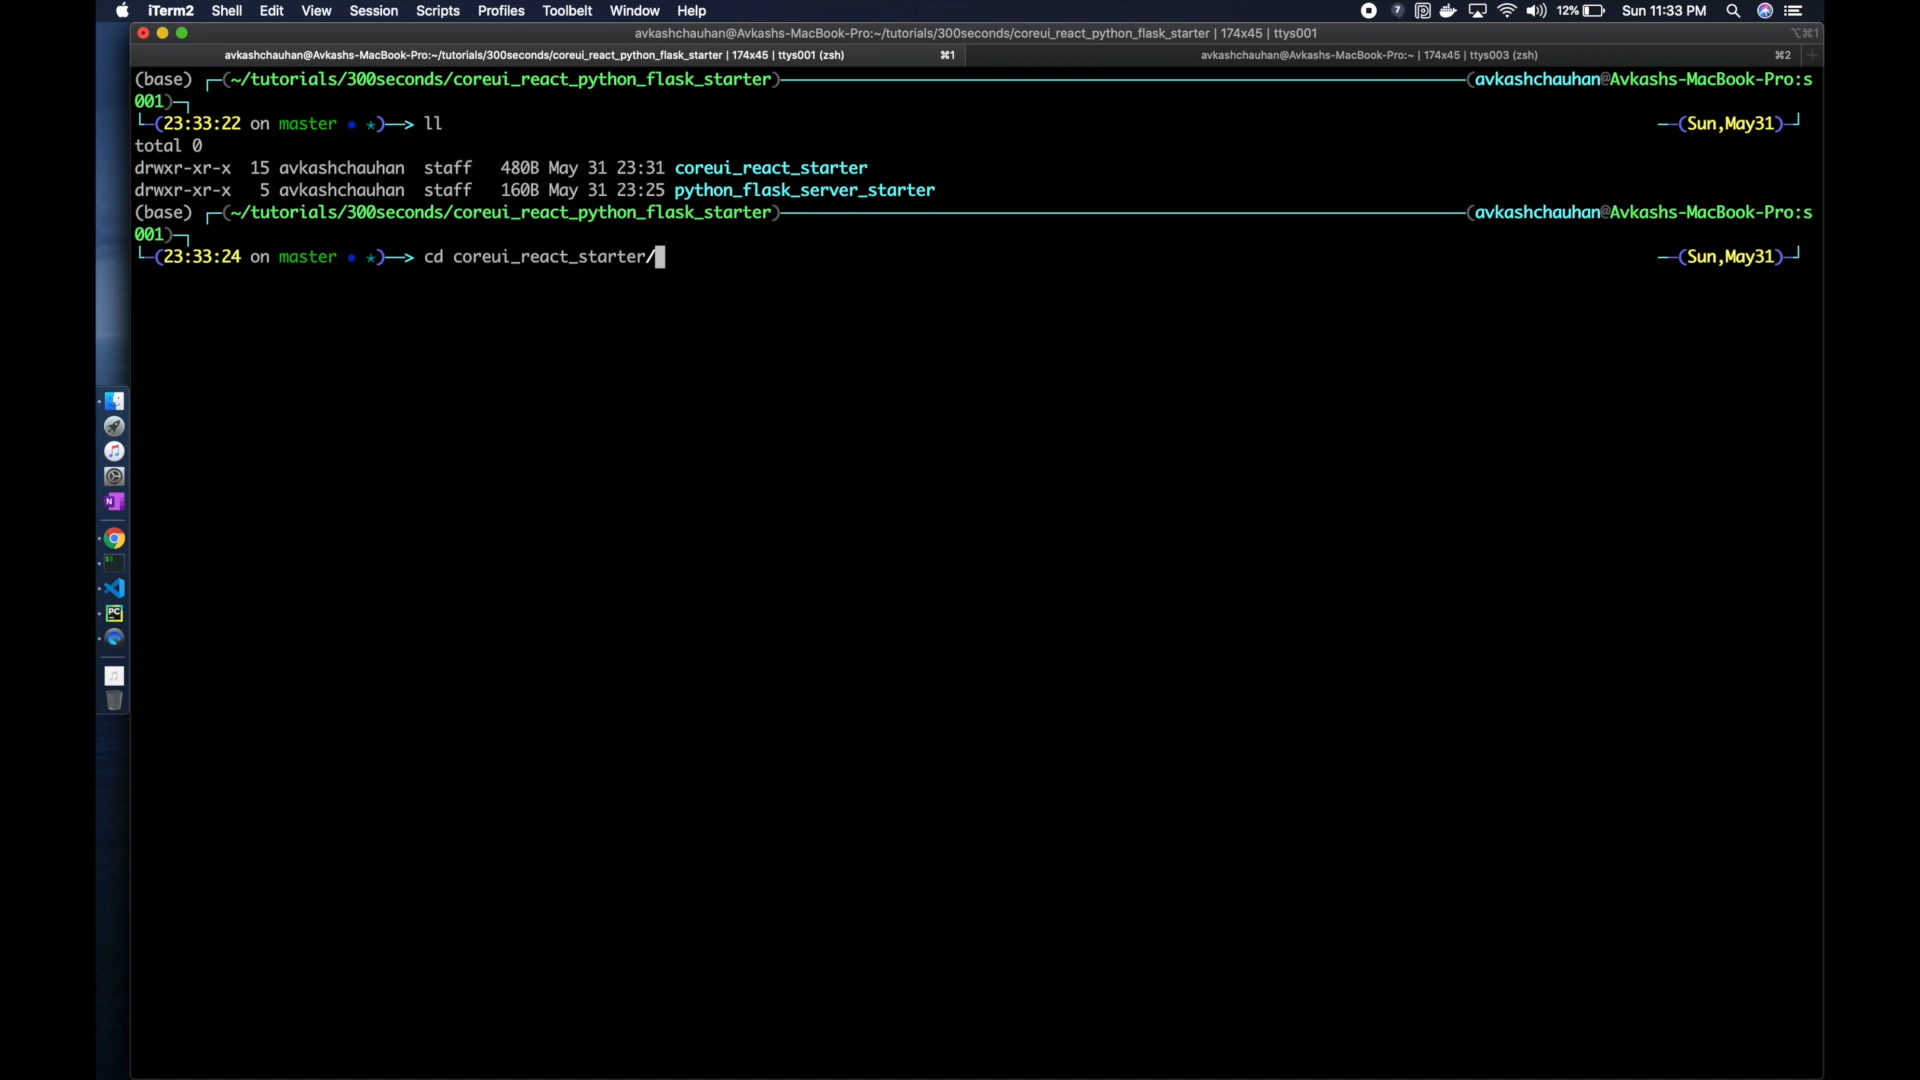 iTerm2 Shell Edit View Session Scripts Profiles Toolbelt Window Help 7 12% Sun 11:33 PM
avkashchauhan@Avkashs-MacBook-Pro:~/tutorials/300seconds/coreui_react_python_flask_starter | 174x45 | ttys001 ⌥⌘1
avkashchauhan@Avkashs-MacBook-Pro:~/tutorials/300seconds/coreui_react_python_flask_starter | 174x45 | ttys001 (zsh) ⌘1 avkashchauhan@Avkashs-MacBook-Pro:~ | 174x45 | ttys003 (zsh) ⌘2 +
(base) ┌─(~/tutorials/300seconds/coreui_react_python_flask_starter)──(avkashchauhan@Avkashs-MacBook-Pro:s
001)─┐
└─(23:33:22 on master ● ✶)──> ll ──(Sun,May31)─┘
total 0
drwxr-xr-x 15 avkashchauhan staff 480B May 31 23:31 coreui_react_starter
drwxr-xr-x 5 avkashchauhan staff 160B May 31 23:25 python_flask_server_starter
(base) ┌─(~/tutorials/300seconds/coreui_react_python_flask_starter)──(avkashchauhan@Avkashs-MacBook-Pro:s
001)─┐
└─(23:33:24 on master ● ✶)──> cd coreui_react_starter/ ──(Sun,May31)─┘
N
$
PC